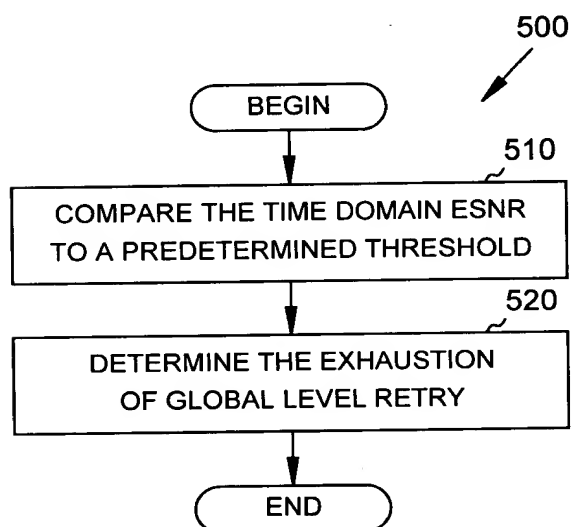 500
BEGIN
510
COMPARE THE TIME DOMAIN ESNR
TO A PREDETERMINED THRESHOLD
520
DETERMINE THE EXHAUSTION
OF GLOBAL LEVEL RETRY
END